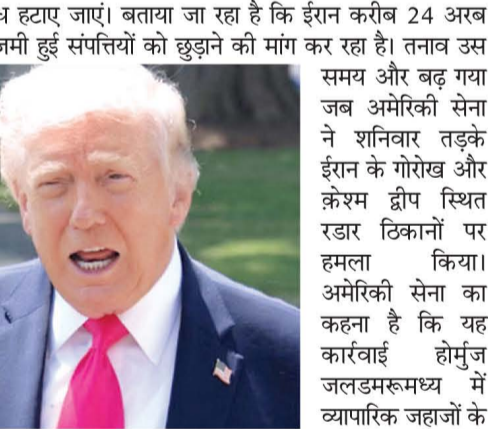 हटाए जाएं। बताया जा रहा है कि ईरान करीब 24 अरब
जमी हुई संपत्तियों को छुड़ाने की मांग कर रहा है। तनाव उस
समय और बढ़ गया
जब अमेरिकी सेना
ने शनिवार तड़के
ईरान के गोरोख और
क़ेश्म द्वीप स्थित
रडार ठिकानों पर
हमला किया।
अमेरिकी सेना का
कहना है कि यह
कार्रवाई होर्मुज
जलडमरूमध्य में
व्यापारिक जहाजों के